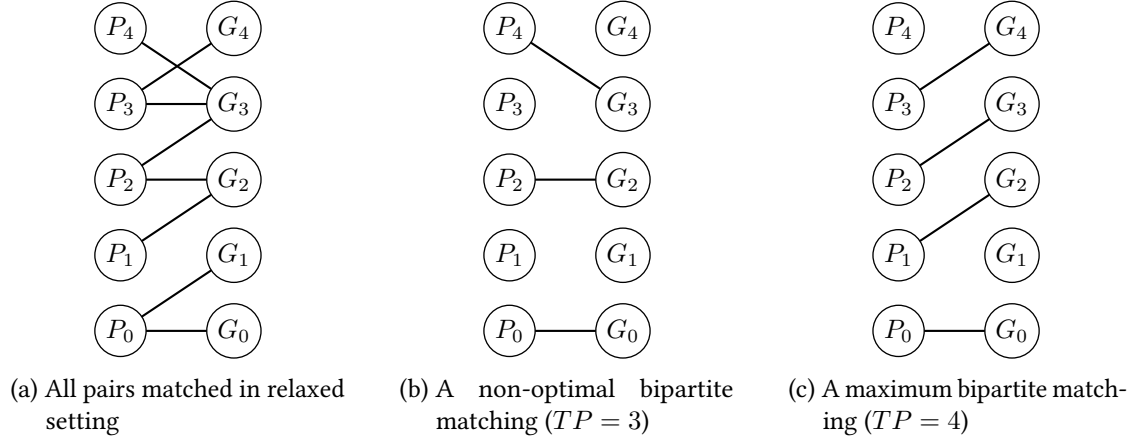 P4 G4 P4 G4 P4 G4
P3 G3 P3 G3 P3 G3
P2 G2 P2 G2 P2 G2
P1 G1 P1 G1 P1 G1
P0 G0 P0 G0 P0 G0
(a) All pairs matched in relaxed
setting
(b) A non-optimal bipartite
matching (TP = 3)
(c) A maximum bipartite match-
ing (TP = 4)